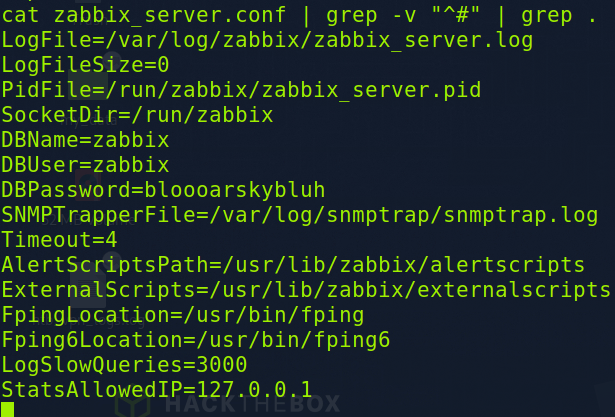 cat zabbix_server.conf | grep -v "^#" | grep .
LogFile=/var/log/zabbix/zabbix_server.log
LogFileSize=0
PidFile=/run/zabbix/zabbix_server.pid
SocketDir=/run/zabbix
DBName=zabbix
DBUser=zabbix
DBPassword=bloooarskybluh
SNMPTrapperFile=/var/log/snmptrap/snmptrap.log
Timeout=4
AlertScriptsPath=/usr/lib/zabbix/alertscripts
ExternalScripts=/usr/lib/zabbix/externalscripts
FpingLocation=/usr/bin/fping
Fping6Location=/usr/bin/fping6
LogSlowQueries=3000
StatsAllowedIP=127.0.0.1
HACKTHEBOX